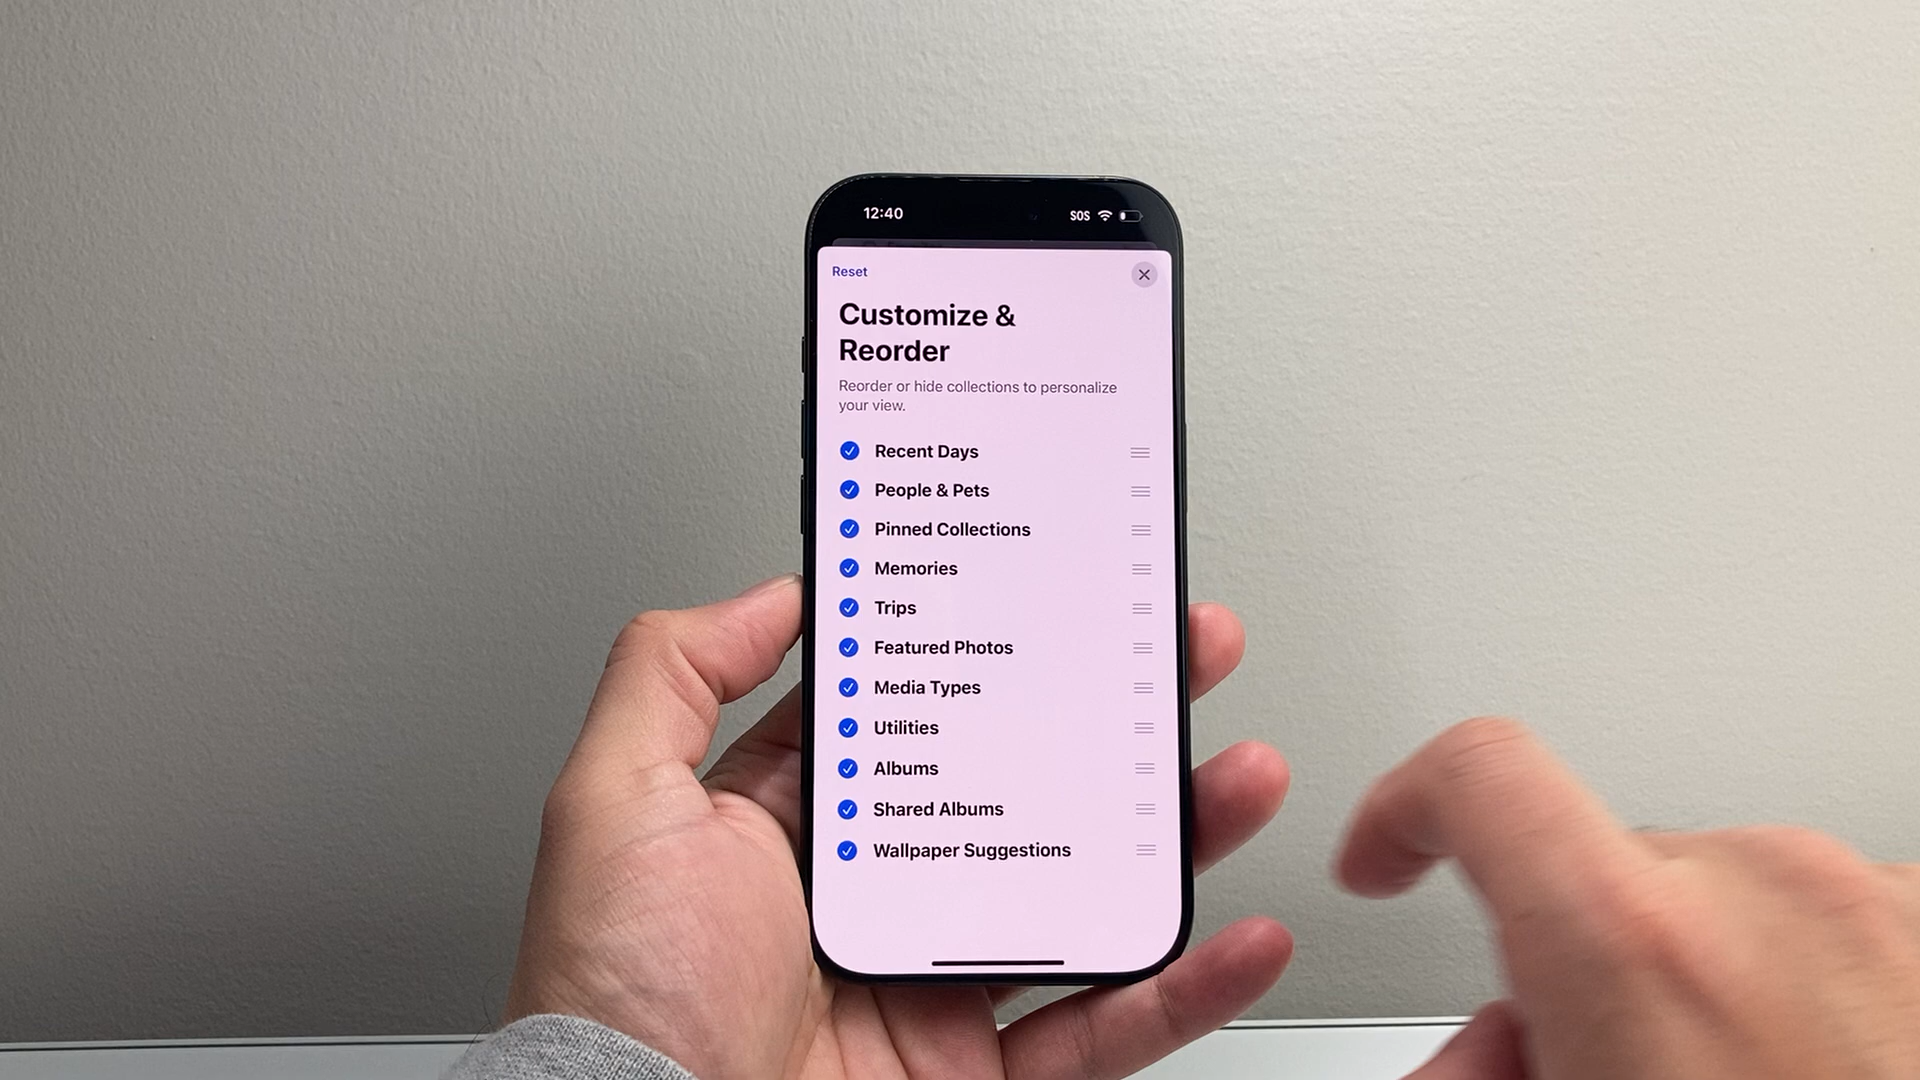 12:40
SOS
Reset
Customize &
Reorder
Reorder or hide collections to personalize
your view.
Recent Days
People & Pets
Pinned Collections
Memories
Trips
Featured Photos
Media Types
Utilities
Albums
Shared Albums
Wallpaper Suggestions